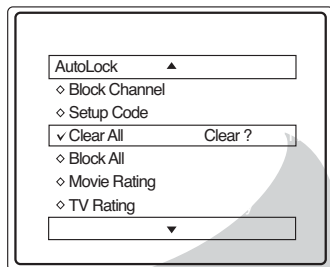 AutoLock ▲
◇ Block Channel
◇ Setup Code
✓ Clear All Clear ?
◇ Block All
◇ Movie Rating
◇ TV Rating
▼